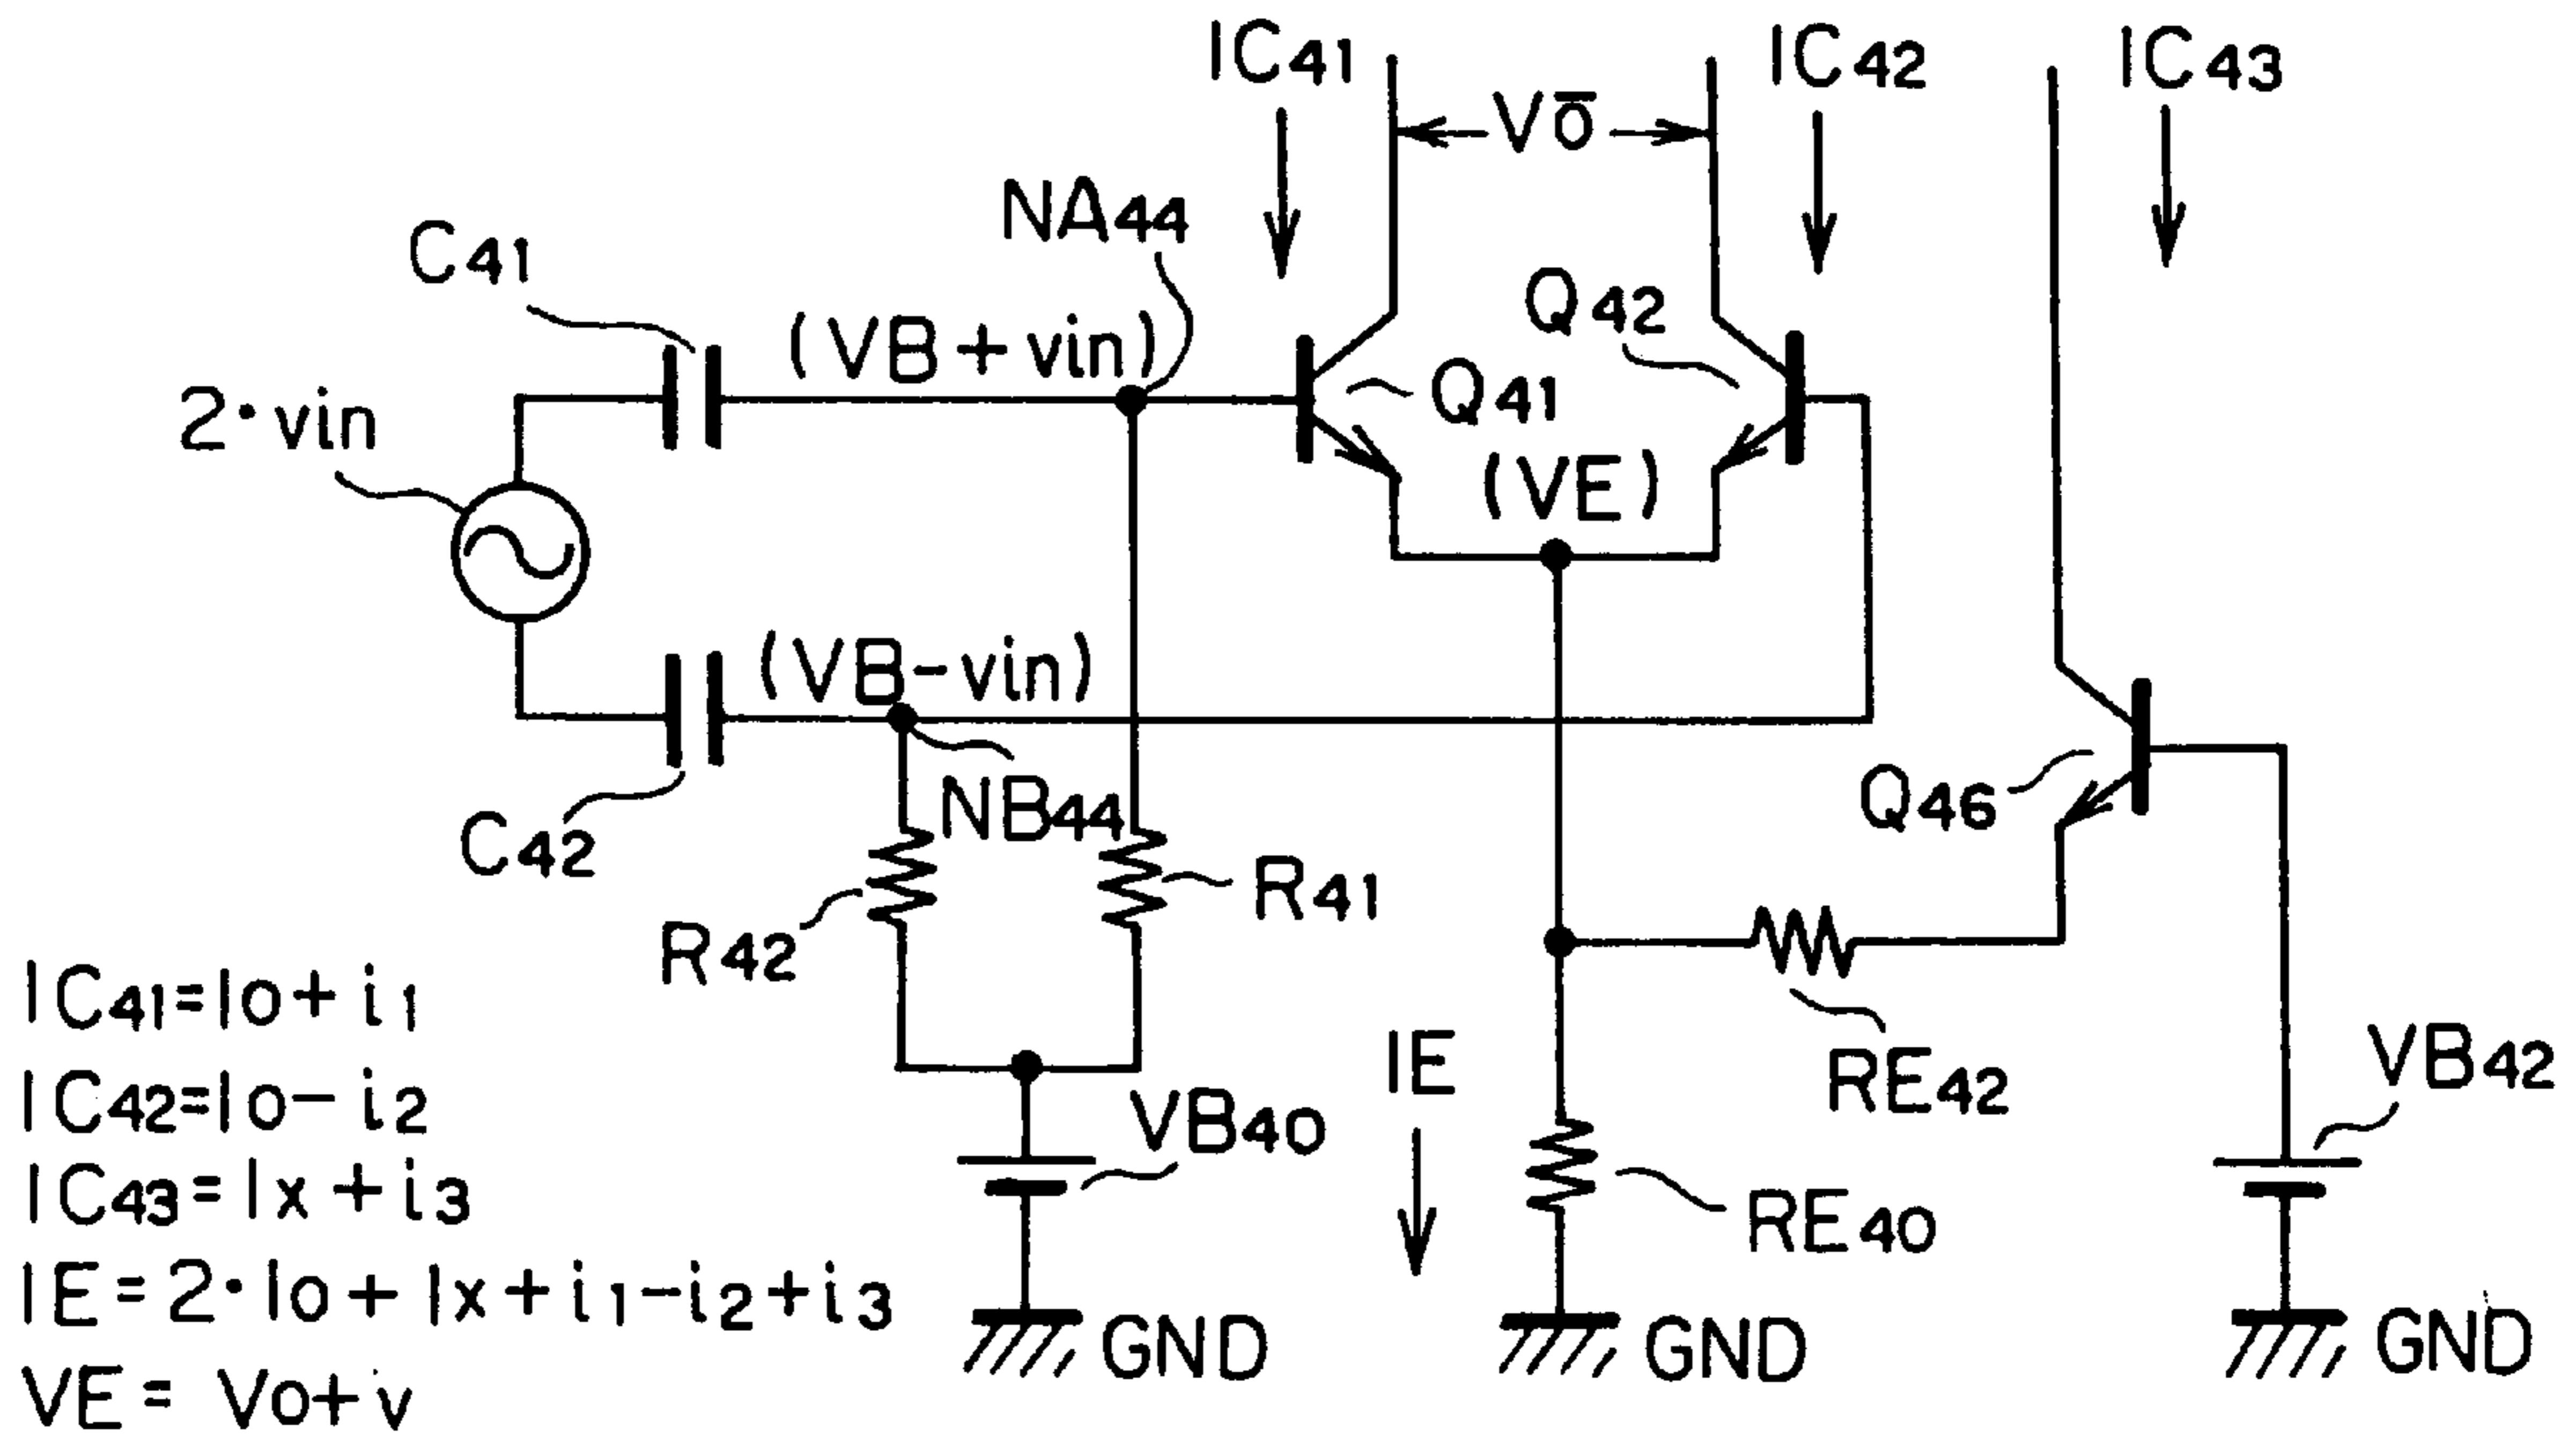 IC41
IC42
IC43
Vō
NA44
C41
(VB+vin)
Q42
Q41
2·vin
(VE)
(VB-vin)
NB44
Q46
C42
R41
R42
IC41=Io+i1
IE
RE42
VB42
IC42=Io-i2
VB40
IC43=Ix+i3
RE40
IE=2·Io+Ix+i1-i2+i3
GND
GND
GND
VE=Vo+v